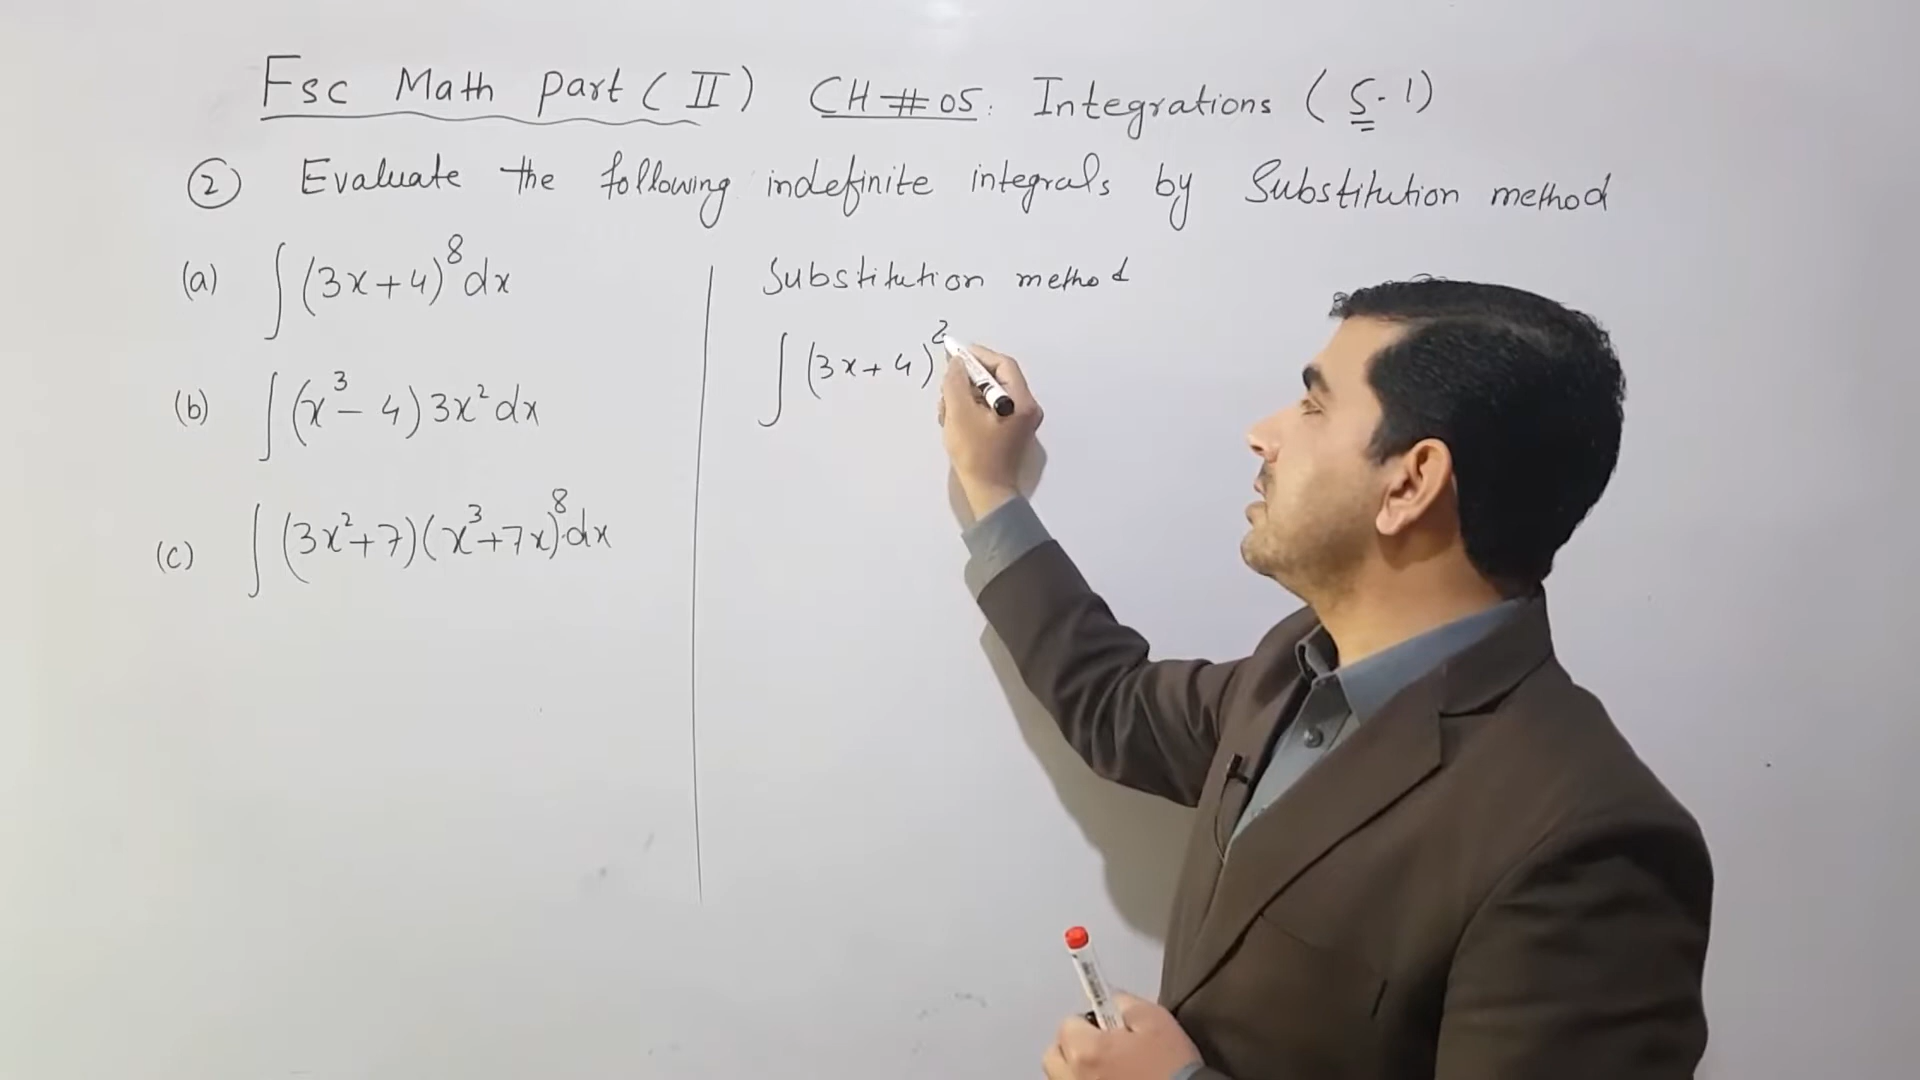 Fsc Math Part (II) CH # 05: Integrations (5.1)
② Evaluate the following indefinite integrals by Substitution method
(a) ∫(3x+4)⁸dx
(b) ∫(x³-4)3x²dx
(c) ∫(3x²+7)(x³+7x)⁸dx
Substitution method
∫(3x+4)²